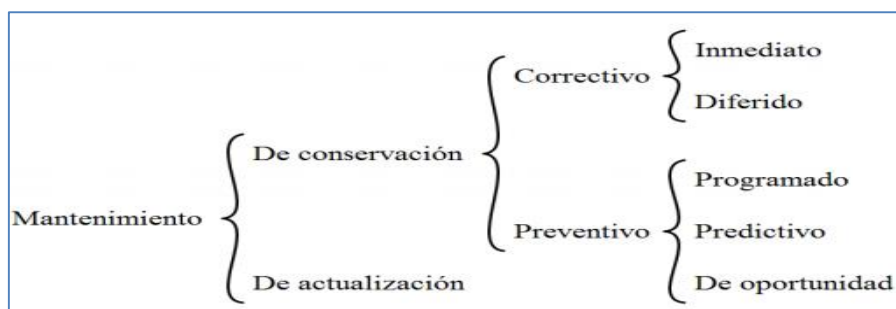 Mantenimiento
De conservación
De actualización
Correctivo
Preventivo
Inmediato
Diferido
Programado
Predictivo
De oportunidad